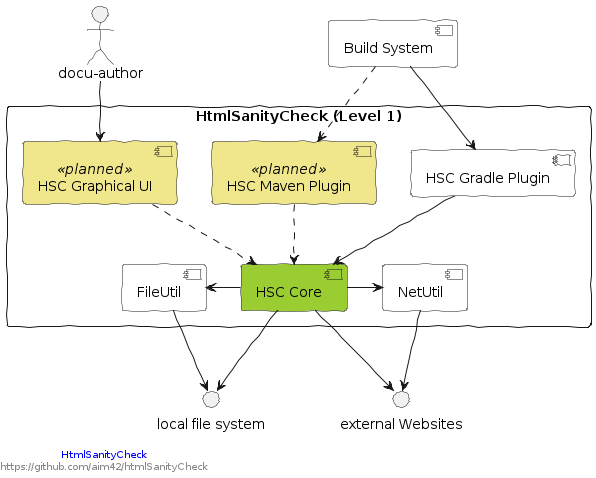 docu-author
Build System
HtmlSanityCheck (Level 1)
«planned»
HSC Graphical UI
«planned»
HSC Maven Plugin
HSC Gradle Plugin
FileUtil
HSC Core
NetUtil
local file system
external Websites
HtmlSanityCheck
https://github.com/aim42/htmlSanityCheck